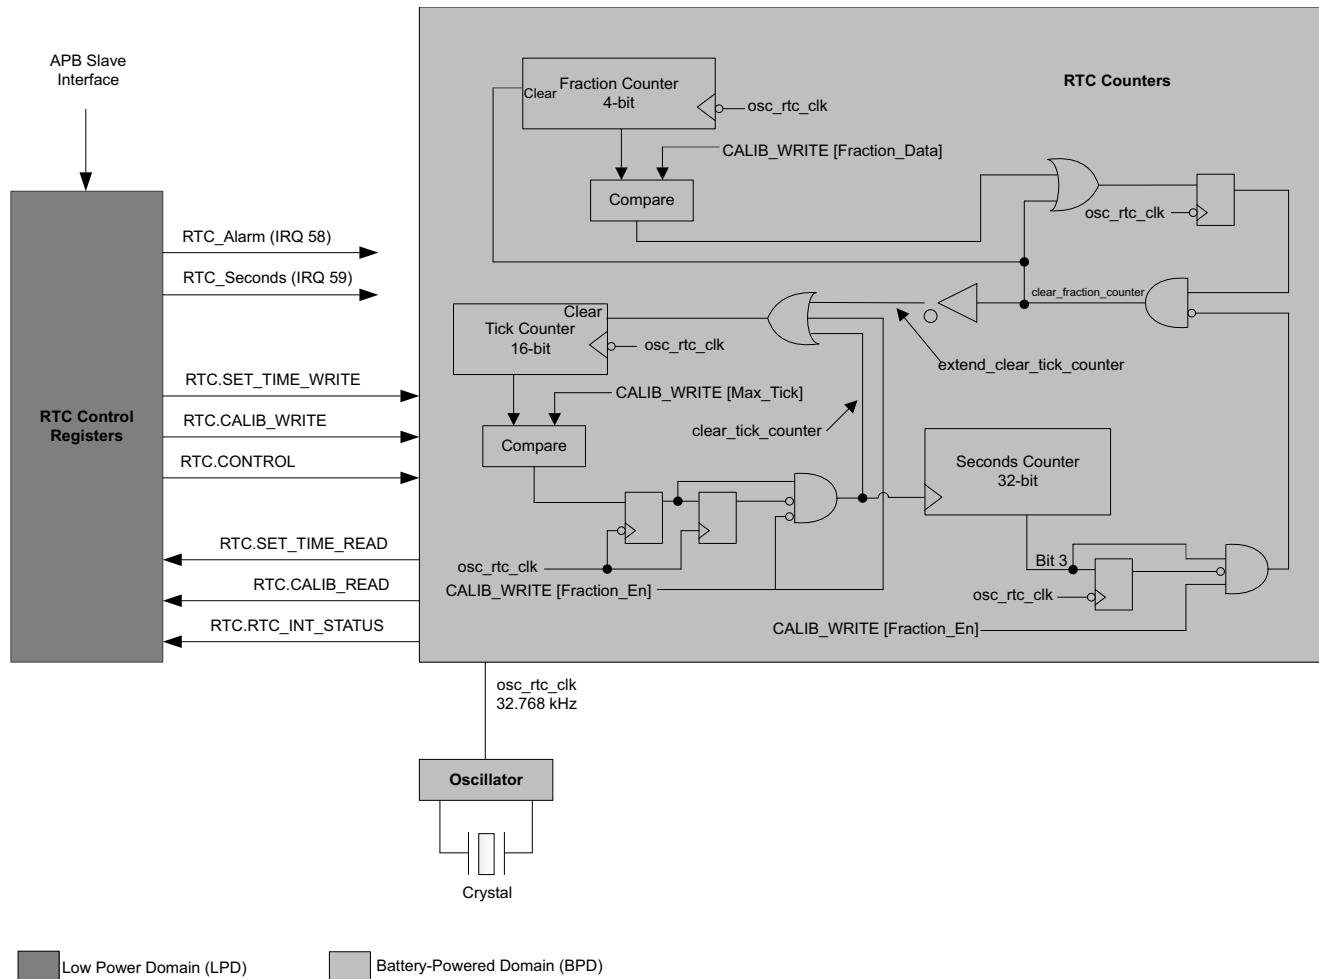 APB Slave
Interface
RTC Control
Registers
RTC_Alarm (IRQ 58)
RTC_Seconds (IRQ 59)
RTC.SET_TIME_WRITE
RTC.CALIB_WRITE
RTC.CONTROL
RTC.SET_TIME_READ
RTC.CALIB_READ
RTC.RTC_INT_STATUS
RTC Counters
Clear
Fraction Counter
4-bit
osc_rtc_clk
CALIB_WRITE [Fraction_Data]
Compare
osc_rtc_clk
clear_fraction_counter
extend_clear_tick_counter
Clear
Tick Counter
16-bit
osc_rtc_clk
CALIB_WRITE [Max_Tick]
clear_tick_counter
Compare
Seconds Counter
32-bit
osc_rtc_clk
CALIB_WRITE [Fraction_En]
Bit 3
osc_rtc_clk
CALIB_WRITE [Fraction_En]
osc_rtc_clk
32.768 kHz
Oscillator
Crystal
Low Power Domain (LPD)
Battery-Powered Domain (BPD)